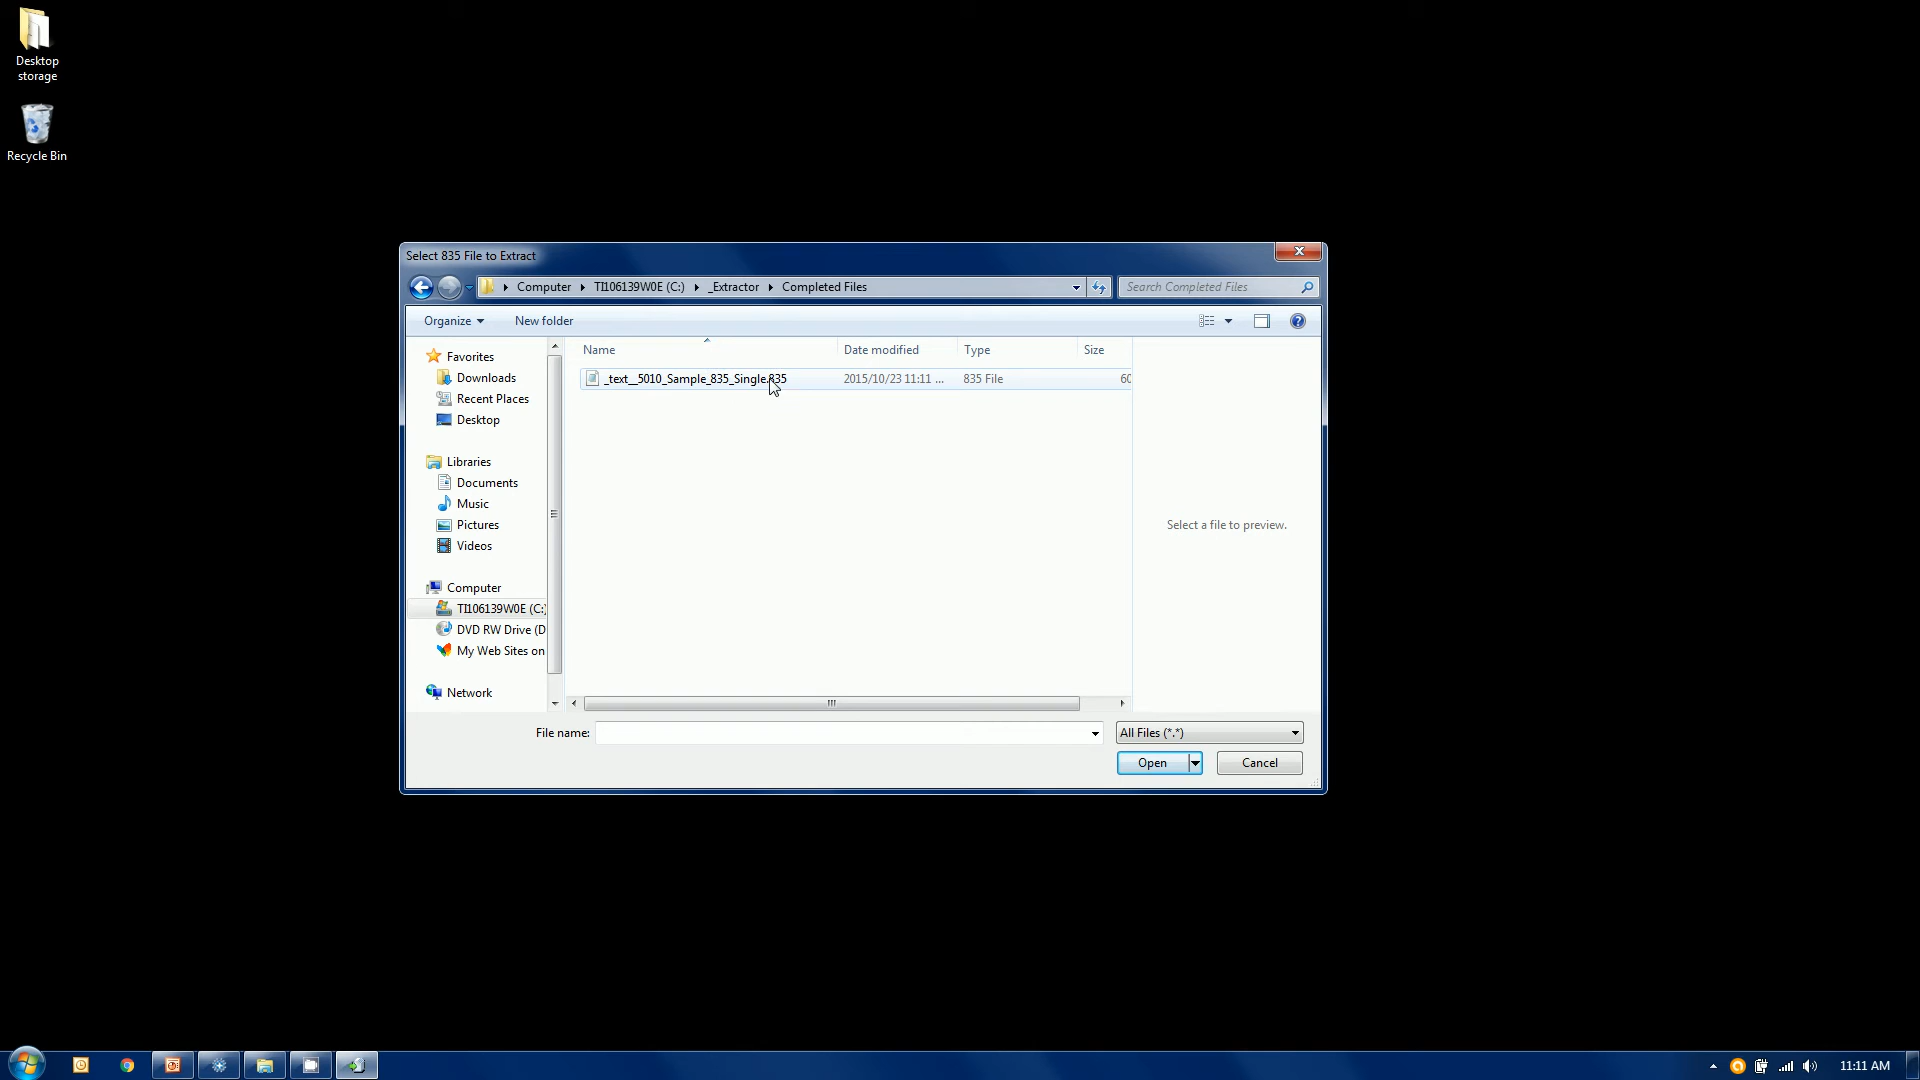 Desktop
storage
Recycle Bin
Select 835 File to Extract
Computer
TI106139W0E (C:)
_Extractor
Completed Files
Search Completed Files
Organize
New folder
Name
Date modified
Type
Size
_text__5010_Sample_835_Single.835
2015/10/23 11:11 ...
835 File
60
Favorites
Downloads
Recent Places
Desktop
Libraries
Documents
Music
Pictures
Videos
Computer
TI106139W0E (C:)
DVD RW Drive (D
My Web Sites on
Network
Select a file to preview.
File name:
All Files (*.*)
Open
Cancel
11:11 AM